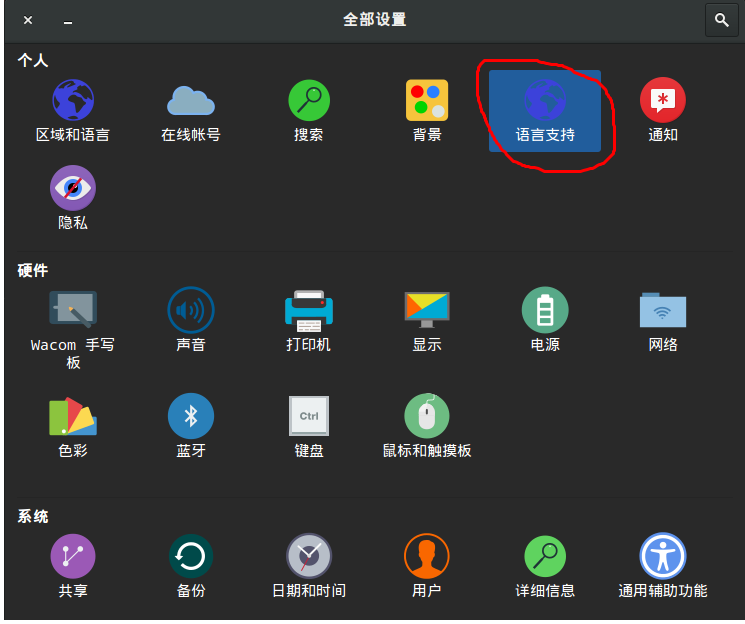 全部设置
个人
区域和语言
在线帐号
搜索
背景
语言支持
通知
隐私
硬件
Wacom 手写
板
声音
打印机
显示
电源
网络
色彩
蓝牙
Ctrl
键盘
鼠标和触摸板
系统
共享
备份
日期和时间
用户
详细信息
通用辅助功能